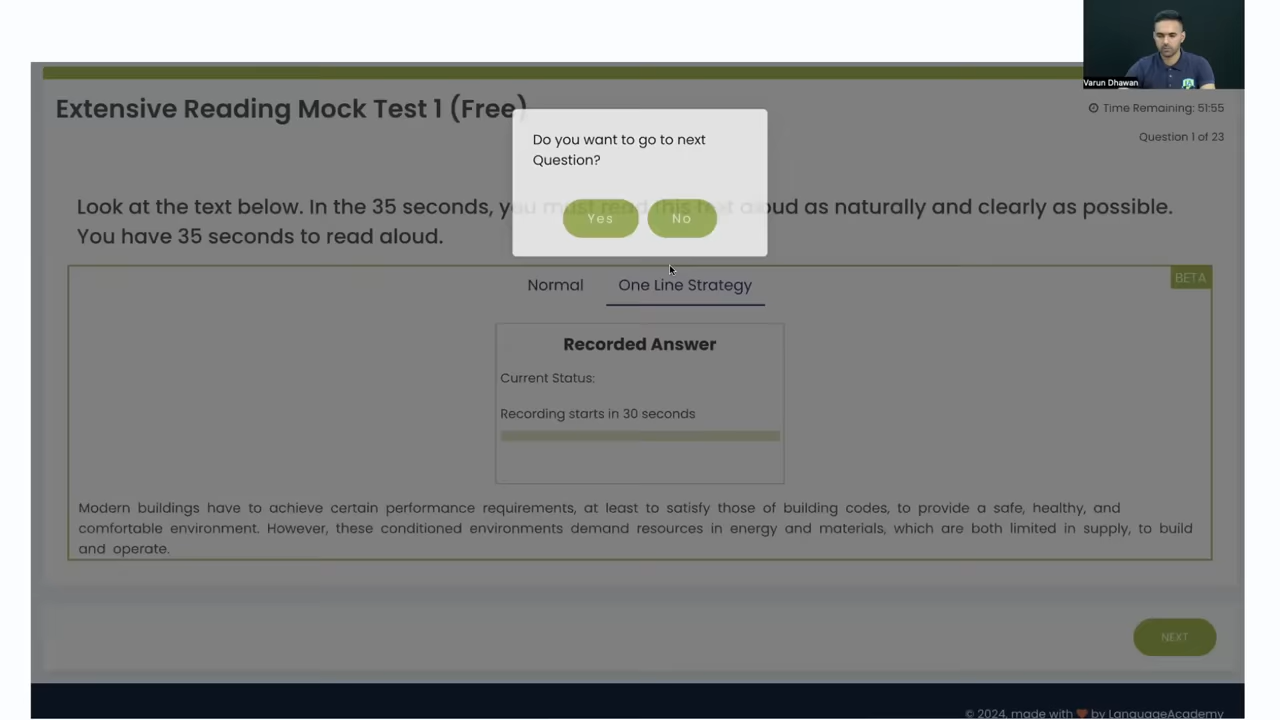 Varun Dhawan
Extensive Reading Mock Test 1 (Free)
Time Remaining: 51:55
Question 1 of 23
Do you want to go to next
Question?
Yes
No
Look at the text below. In the 35 seconds, you must read this text aloud as naturally and clearly as possible.
You have 35 seconds to read aloud.
BETA
Normal
One Line Strategy
Recorded Answer
Current Status:
Recording starts in 30 seconds
Modern buildings have to achieve certain performance requirements, at least to satisfy those of building codes, to provide a safe, healthy, and
comfortable environment. However, these conditioned environments demand resources in energy and materials, which are both limited in supply, to build
and operate.
NEXT
© 2024, made with ❤ by LanguageAcademy